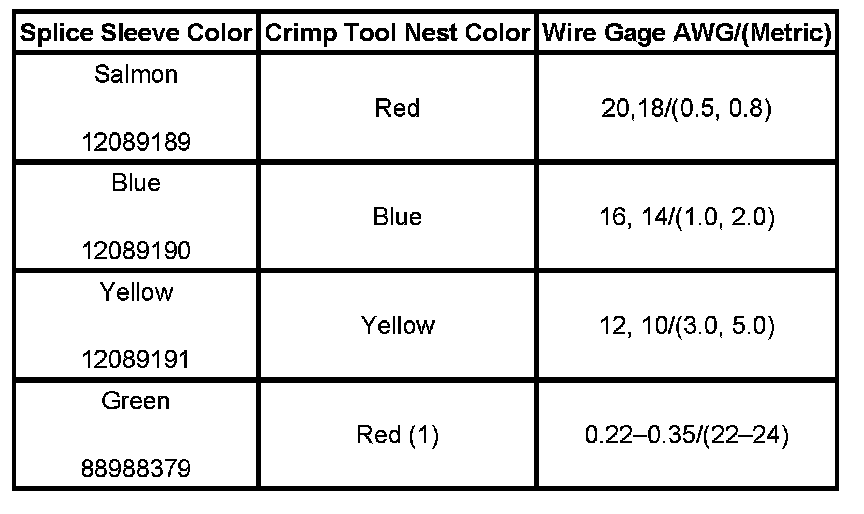 Splice Sleeve Color Crimp Tool Nest Color Wire Gage AWG/(Metric)
Salmon
12089189
Red
20,18/(0.5, 0.8)
Blue
12089190
Blue
16, 14/(1.0, 2.0)
Yellow
12089191
Yellow
12, 10/(3.0, 5.0)
Green
88988379
Red (1)
0.22–0.35/(22–24)